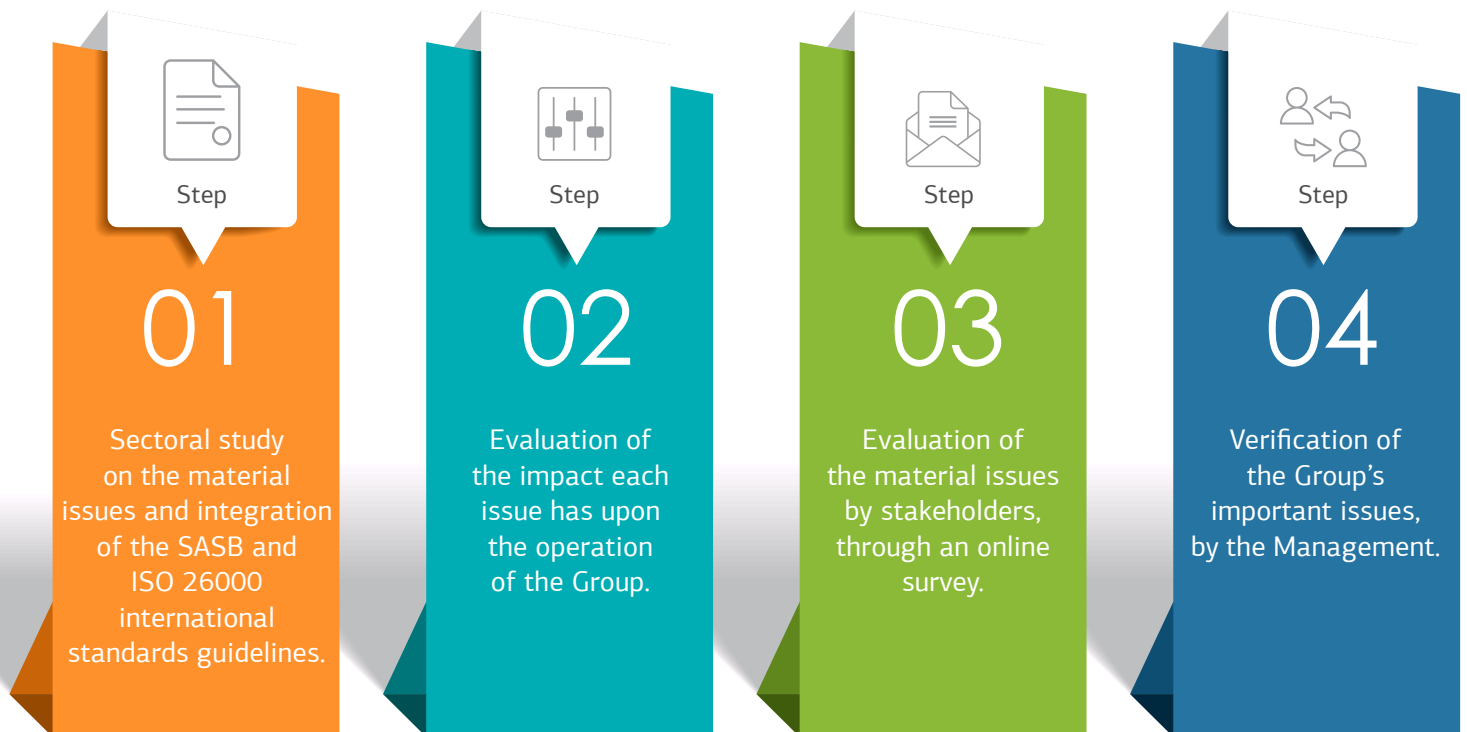 Step
01
Sectoral study
on the material
issues and integration
of the SASB and
ISO 26000
international
standards guidelines.
Step
02
Evaluation of
the impact each
issue has upon
the operation
of the Group.
Step
03
Evaluation of
the material issues
by stakeholders,
through an online
survey.
Step
04
Verification of
the Group’s
important issues,
by the Management.